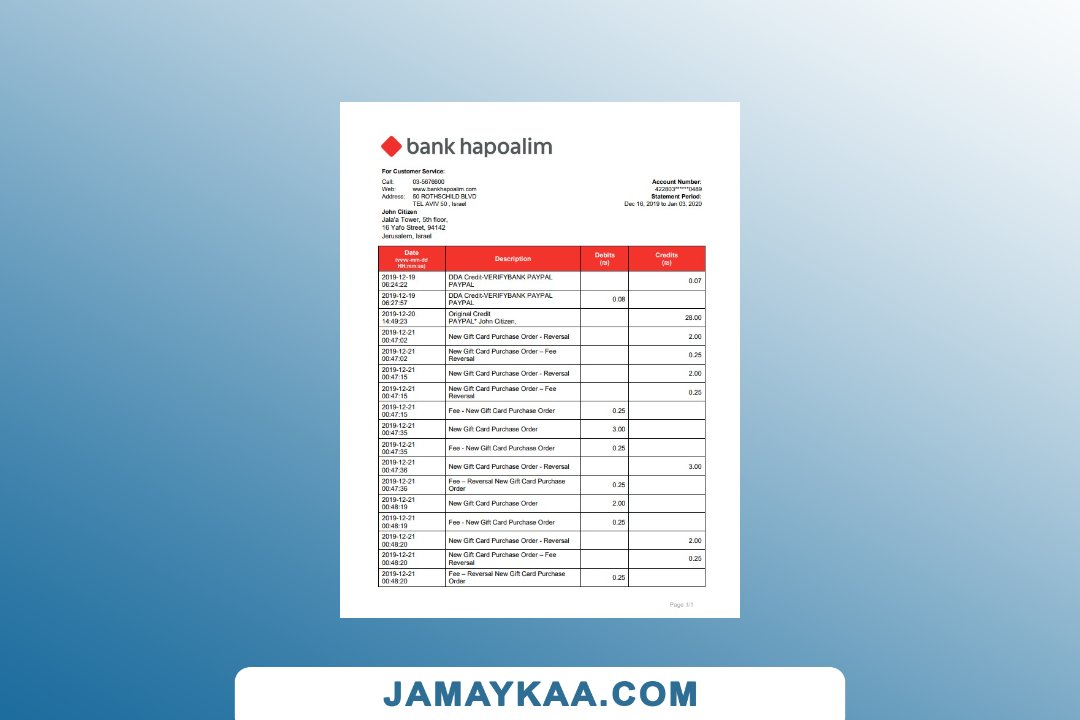 bank hapoalim
For Customer Service:
Call: 03-5676800
Web: www.bankhapoalim.com
Address: 50 ROTHSCHILD BLVD
TEL AVIV 50 , Israel
Account Number:
422803******0489
Statement Period:
Dec 16, 2019 to Jan 03, 2020
John Citizen
Jala'a Tower, 5th floor,
16 Yafo Street, 94142
Jerusalem, Israel
Date Description Debits Credits
(yyyy-mm-dd (₪) (₪)
HH:mm:ss)
2019-12-19 DDA Credit-VERIFYBANK PAYPAL 0.07
06:24:22 PAYPAL
2019-12-19 DDA Credit-VERIFYBANK PAYPAL 0.08
06:27:57 PAYPAL
2019-12-20 Original Credit 28.00
14:49:23 PAYPAL* John Citizen,
2019-12-21 New Gift Card Purchase Order - Reversal 2.00
00:47:02
2019-12-21 New Gift Card Purchase Order – Fee 0.25
00:47:02 Reversal
2019-12-21 New Gift Card Purchase Order - Reversal 2.00
00:47:15
2019-12-21 New Gift Card Purchase Order – Fee 0.25
00:47:15 Reversal
2019-12-21 Fee - New Gift Card Purchase Order 0.25
00:47:15
2019-12-21 New Gift Card Purchase Order 3.00
00:47:35
2019-12-21 Fee - New Gift Card Purchase Order 0.25
00:47:35
2019-12-21 New Gift Card Purchase Order - Reversal 3.00
00:47:36
2019-12-21 Fee – Reversal New Gift Card Purchase 0.25
00:47:36 Order
2019-12-21 New Gift Card Purchase Order 2.00
00:48:19
2019-12-21 Fee - New Gift Card Purchase Order 0.25
00:48:19
2019-12-21 New Gift Card Purchase Order - Reversal 2.00
00:48:20
2019-12-21 New Gift Card Purchase Order – Fee 0.25
00:48:20 Reversal
2019-12-21 Fee – Reversal New Gift Card Purchase 0.25
00:48:20 Order
Page 1/1
JAMAYKAA.COM